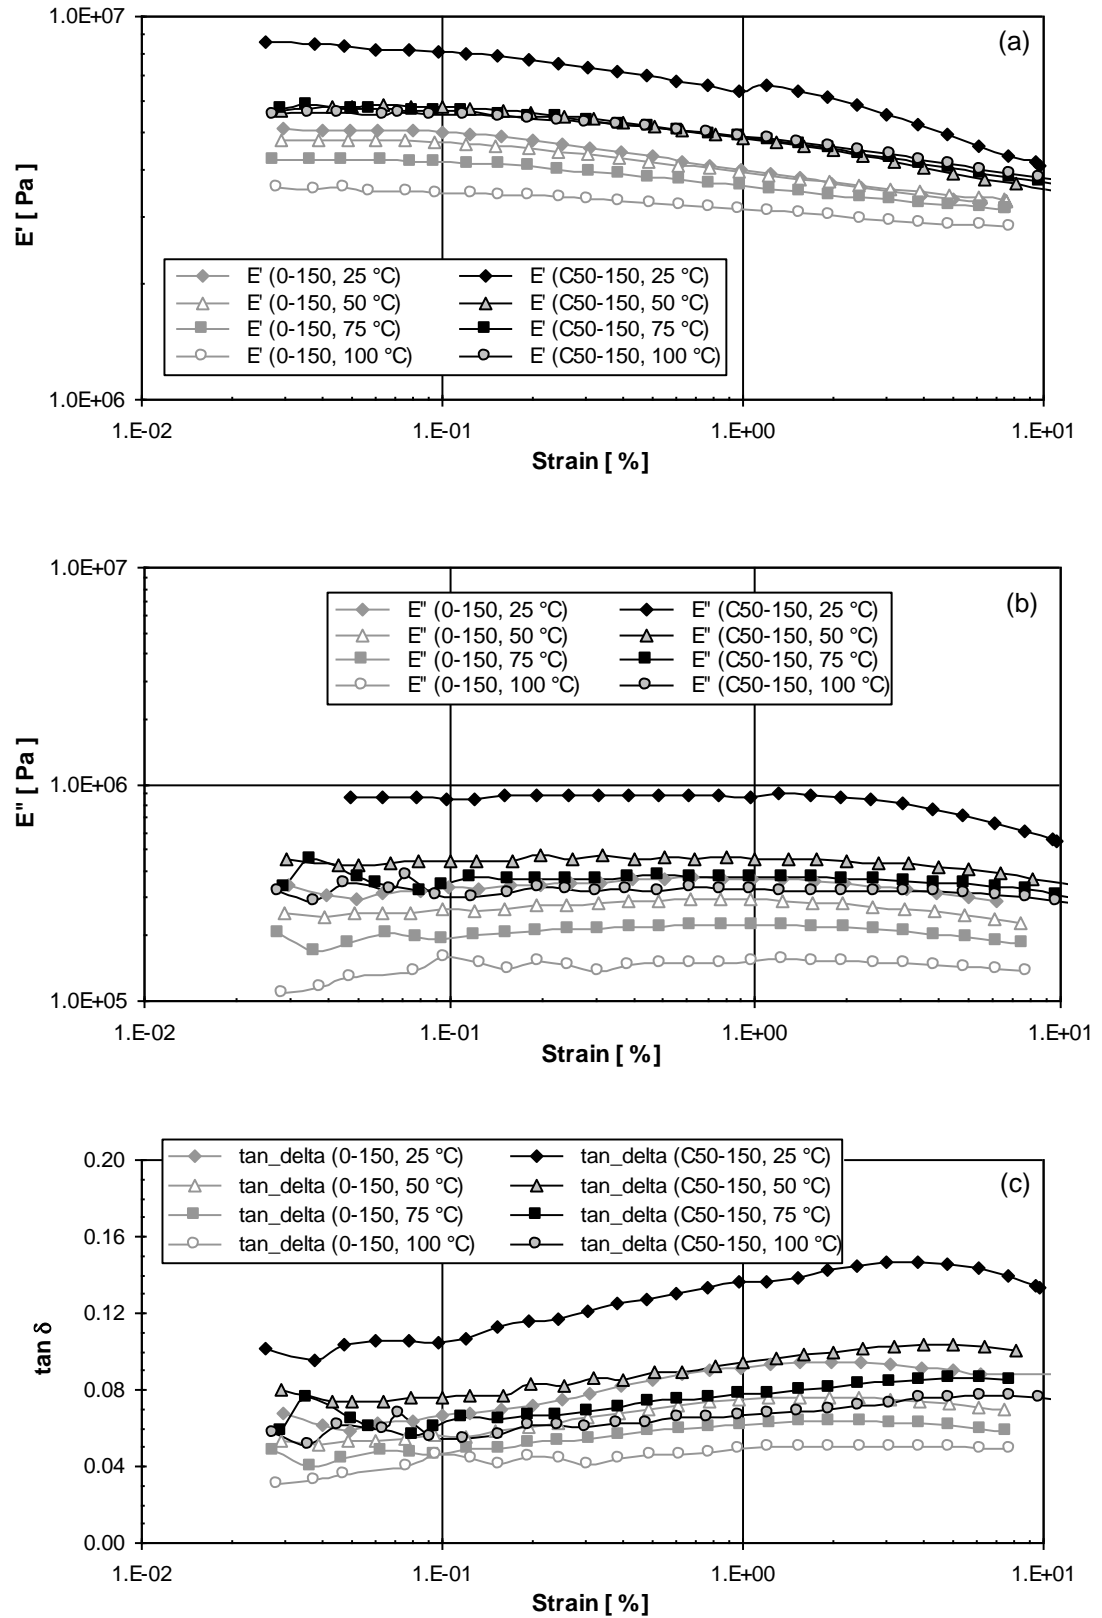 1.0E+07
(a)
E' [ Pa ]
E' (0-150, 25 °C) E' (C50-150, 25 °C)
E' (0-150, 50 °C) E' (C50-150, 50 °C)
E' (0-150, 75 °C) E' (C50-150, 75 °C)
E' (0-150, 100 °C) E' (C50-150, 100 °C)
1.0E+06
1.E-02 1.E-01 1.E+00 1.E+01
Strain [ %]
1.0E+07
(b)
E'' (0-150, 25 °C) E'' (C50-150, 25 °C)
E'' (0-150, 50 °C) E'' (C50-150, 50 °C)
E'' (0-150, 75 °C) E'' (C50-150, 75 °C)
E'' (0-150, 100 °C) E'' (C50-150, 100 °C)
E'' [ Pa ]
1.0E+06
1.0E+05
1.E-02 1.E-01 1.E+00 1.E+01
Strain [ %]
tan_delta (0-150, 25 °C) tan_delta (C50-150, 25 °C)
tan_delta (0-150, 50 °C) tan_delta (C50-150, 50 °C)
tan_delta (0-150, 75 °C) tan_delta (C50-150, 75 °C)
tan_delta (0-150, 100 °C) tan_delta (C50-150, 100 °C)
(c)
0.20
0.16
0.12
tan δ
0.08
0.04
0.00
1.E-02 1.E-01 1.E+00 1.E+01
Strain [ %]